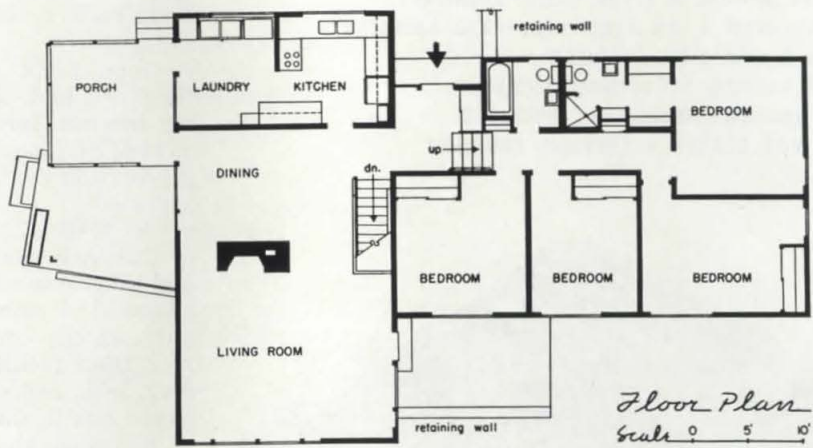 retaining wall
PORCH
LAUNDRY
KITCHEN
BEDROOM
up
DINING
dn.
BEDROOM
BEDROOM
BEDROOM
LIVING ROOM
retaining wall
Floor Plan
Scale 0 5' 10'